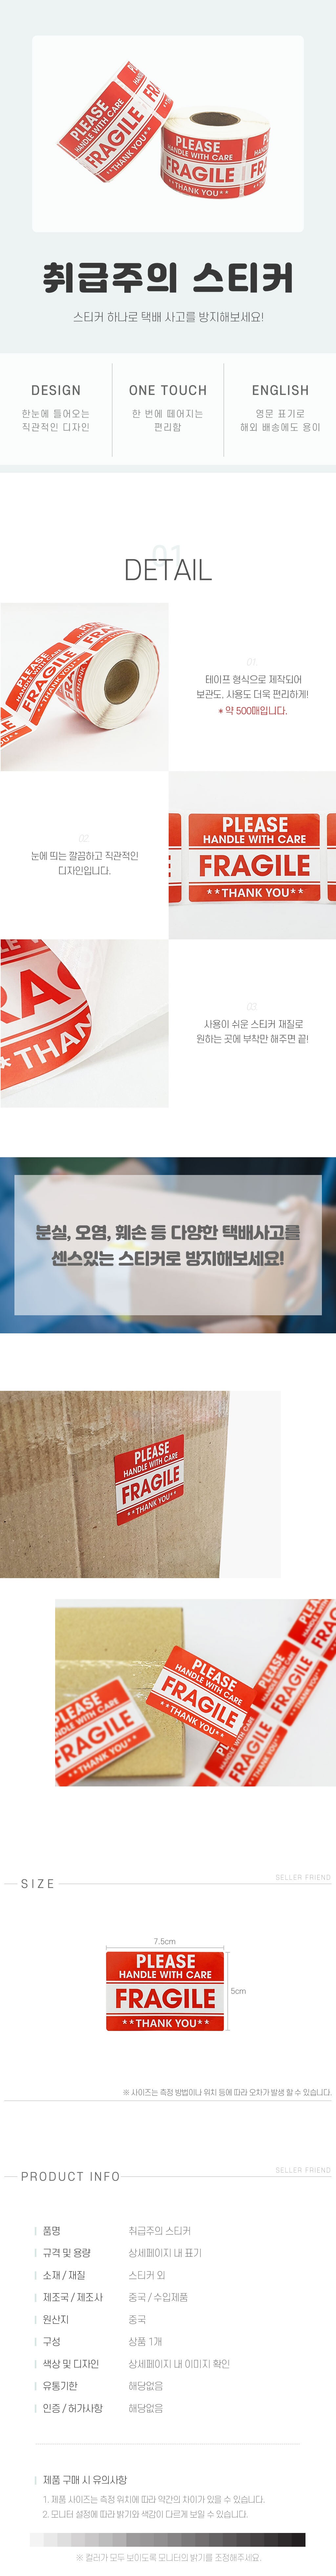 PLEASE
HANDLE WITH CARE
FRAGILE
**THANK YOU**
PLEASE
HANDLE WITH CARE
FRAGILE
**THANK YOU**
취급주의 스티커
스티커 하나로 택배 사고를 방지해보세요!
DESIGN
한눈에 들어오는
직관적인 디자인
ONE TOUCH
한 번에 떼어지는
편리함
ENGLISH
영문 표기로
해외 배송에도 용이
01
DETAIL
PLEASE
HANDLE WITH CARE
FRAGILE
01.
테이프 형식으로 제작되어
보관도, 사용도 더욱 편리하게!
* 약 500매입니다.
02.
눈에 띄는 깔끔하고 직관적인
디자인입니다.
PLEASE
HANDLE WITH CARE
FRAGILE
**THANK YOU**
03.
사용이 쉬운 스티커 재질로
원하는 곳에 부착만 해주면 끝!
분실, 오염, 훼손 등 다양한 택배사고를
센스있는 스티커로 방지해보세요!
PLEASE
HANDLE WITH CARE
FRAGILE
**THANK YOU**
PLEASE
HANDLE WITH CARE
FRAGILE
**THANK YOU**
SIZE
SELLER FRIEND
7.5cm
PLEASE
HANDLE WITH CARE
FRAGILE
**THANK YOU**
5cm
※ 사이즈는 측정 방법이나 위치 등에 따라 오차가 발생 할 수 있습니다.
PRODUCT INFO
SELLER FRIEND
품명 취급주의 스티커
규격 및 용량 상세페이지 내 표기
소재 / 재질 스티커 외
제조국 / 제조사 중국 / 수입제품
원산지 중국
구성 상품 1개
색상 및 디자인 상세페이지 내 이미지 확인
유통기한 해당없음
인증 / 허가사항 해당없음
제품 구매 시 유의사항
1. 제품 사이즈는 측정 위치에 따라 약간의 차이가 있을 수 있습니다.
2. 모니터 설정에 따라 밝기와 색감이 다르게 보일 수 있습니다.
※ 컬러가 모두 보이도록 모니터의 밝기를 조정해주세요.